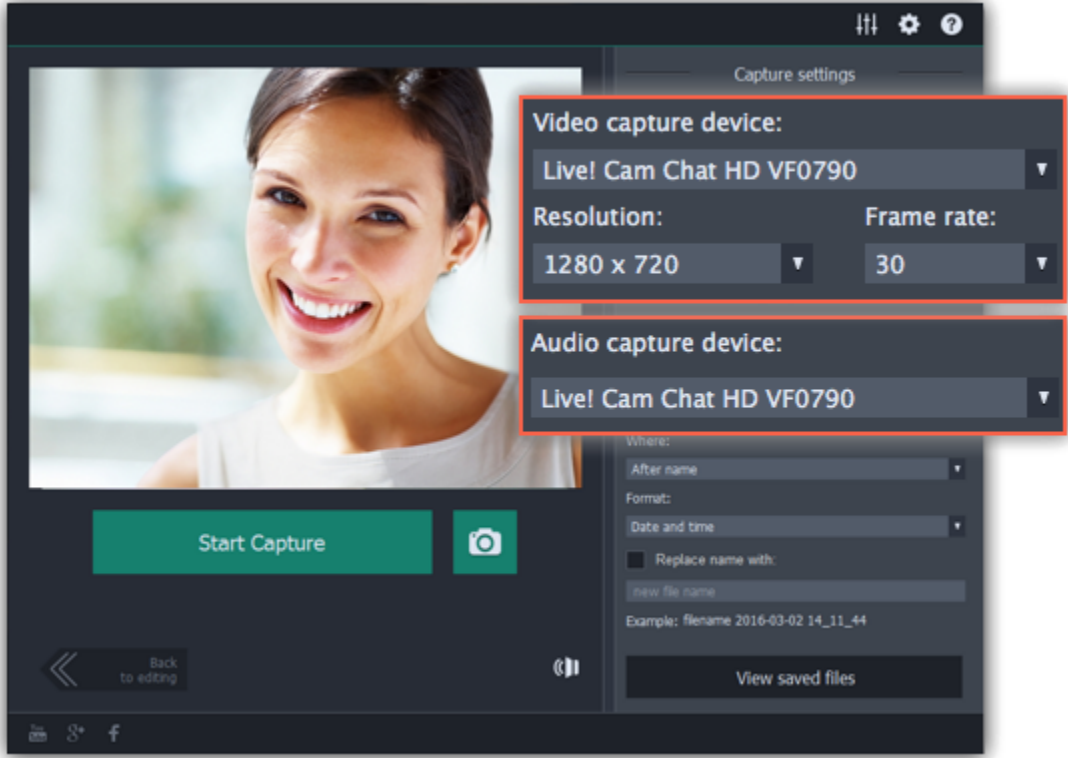 Capture settings
Video capture device:
Live! Cam Chat HD VF0790
Resolution:
Frame rate:
1280 x 720
30
Audio capture device:
Live! Cam Chat HD VF0790
Where:
After name
Format:
Date and time
Replace name with:
new file name
Example: filename 2016-03-02 14_11_44
View saved files
Start Capture
Back
to editing